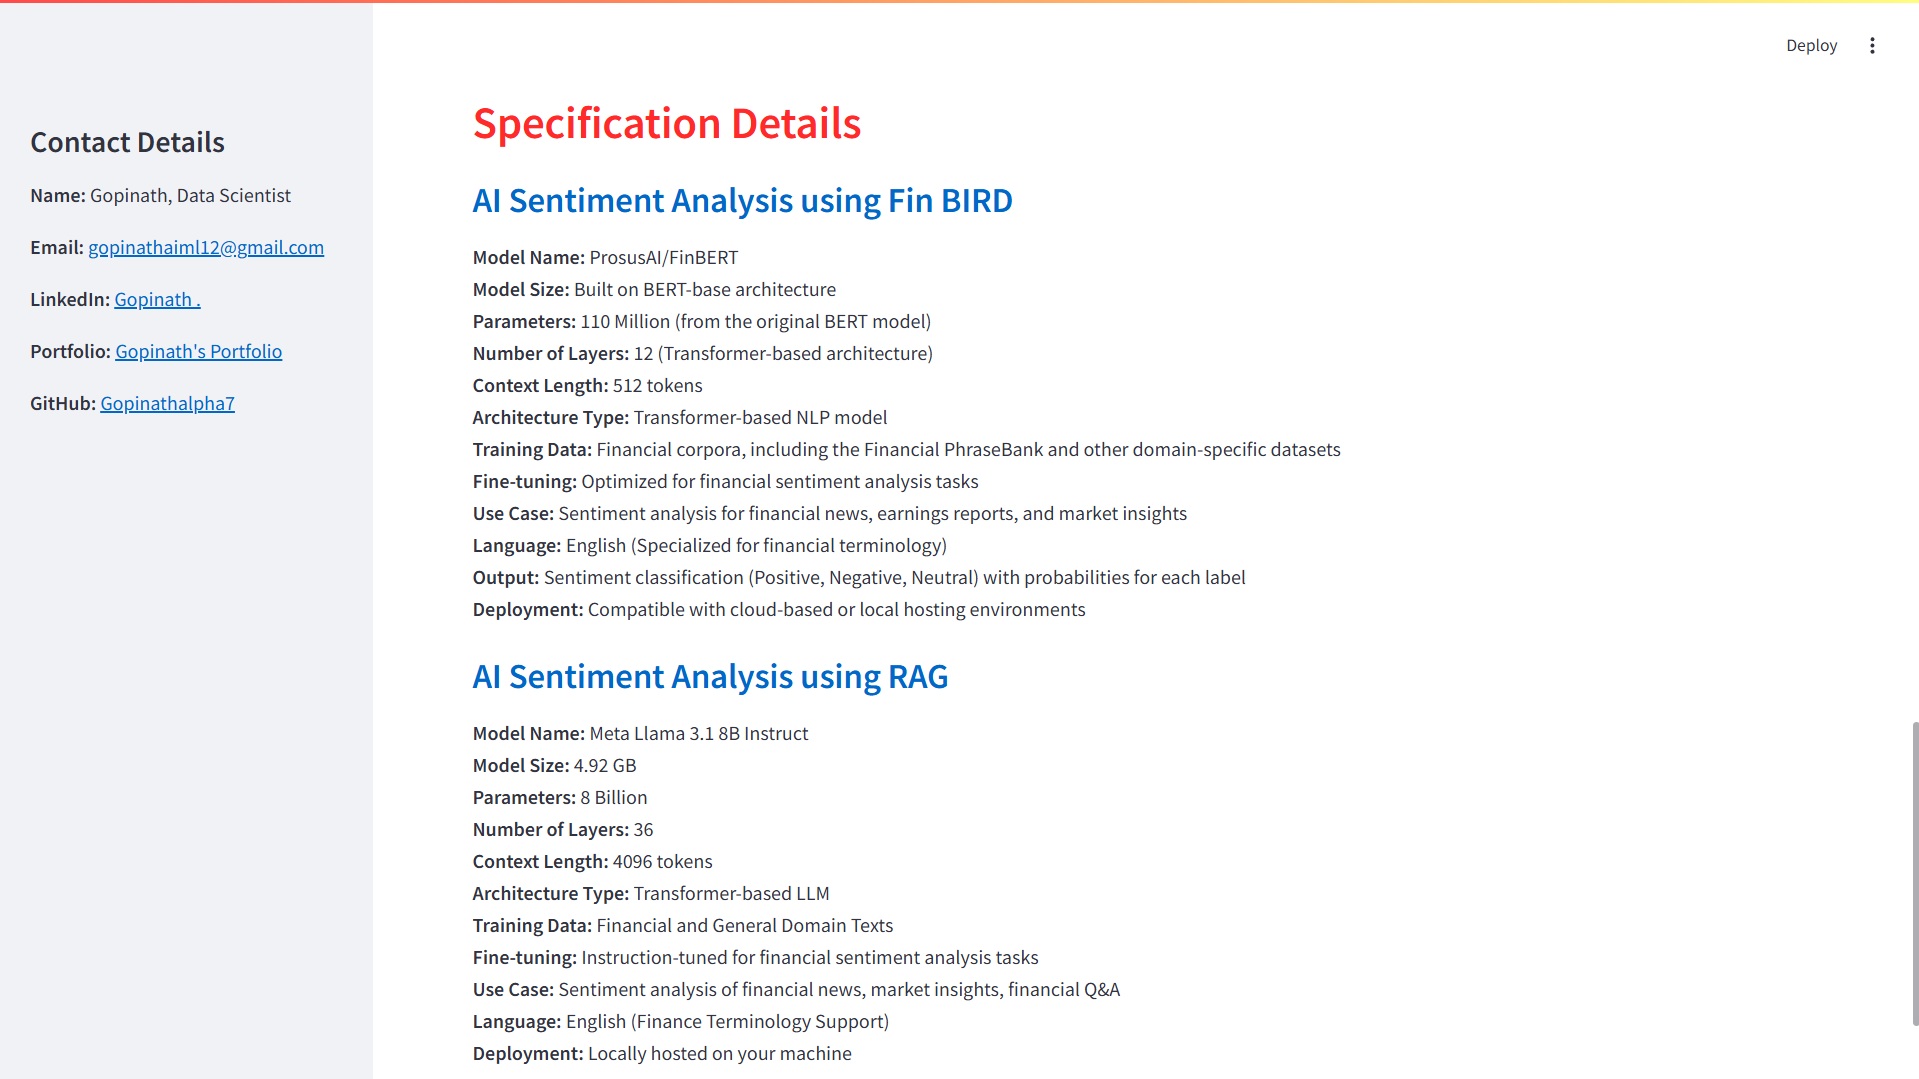 Deploy
Contact Details
Name: Gopinath, Data Scientist
Email: gopinathaiml12@gmail.com
LinkedIn: Gopinath .
Portfolio: Gopinath's Portfolio
GitHub: Gopinathalpha7
Specification Details
AI Sentiment Analysis using Fin BIRD
Model Name: ProsusAI/FinBERT
Model Size: Built on BERT-base architecture
Parameters: 110 Million (from the original BERT model)
Number of Layers: 12 (Transformer-based architecture)
Context Length: 512 tokens
Architecture Type: Transformer-based NLP model
Training Data: Financial corpora, including the Financial PhraseBank and other domain-specific datasets
Fine-tuning: Optimized for financial sentiment analysis tasks
Use Case: Sentiment analysis for financial news, earnings reports, and market insights
Language: English (Specialized for financial terminology)
Output: Sentiment classification (Positive, Negative, Neutral) with probabilities for each label
Deployment: Compatible with cloud-based or local hosting environments
AI Sentiment Analysis using RAG
Model Name: Meta Llama 3.1 8B Instruct
Model Size: 4.92 GB
Parameters: 8 Billion
Number of Layers: 36
Context Length: 4096 tokens
Architecture Type: Transformer-based LLM
Training Data: Financial and General Domain Texts
Fine-tuning: Instruction-tuned for financial sentiment analysis tasks
Use Case: Sentiment analysis of financial news, market insights, financial Q&A
Language: English (Finance Terminology Support)
Deployment: Locally hosted on your machine